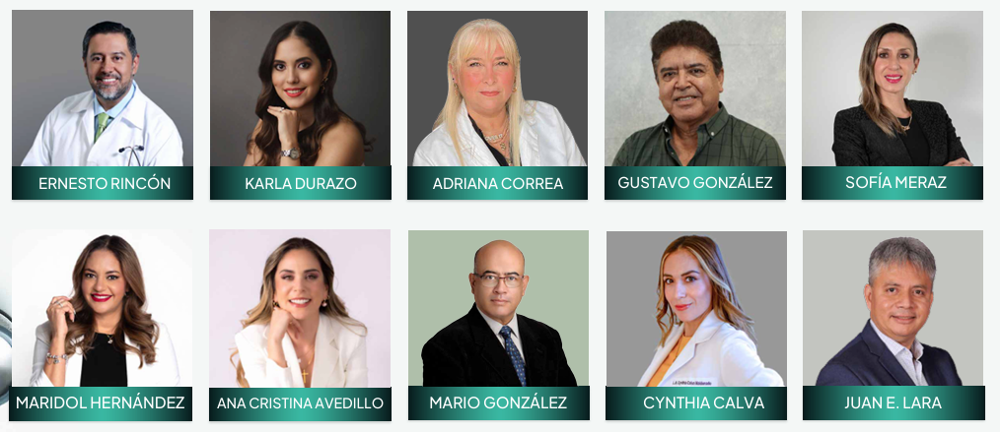 ERNESTO RINCÓN
KARLA DURAZO
ADRIANA CORREA
GUSTAVO GONZÁLEZ
SOFÍA MERAZ
MARIDOL HERNÁNDEZ
ANA CRISTINA AVEDILLO
MARIO GONZÁLEZ
CYNTHIA CALVA
JUAN E. LARA